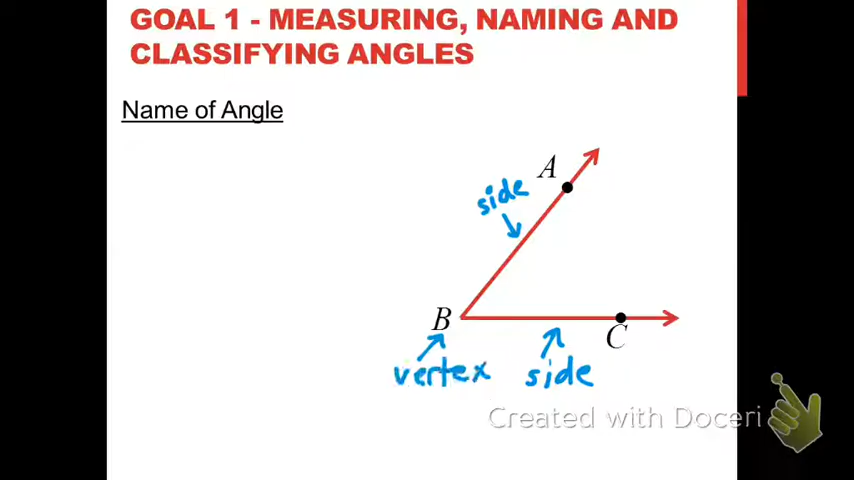 GOAL 1 - MEASURING, NAMING AND
CLASSIFYING ANGLES
Name of Angle
A
side
B
C
vertex
side
Created with Doceri